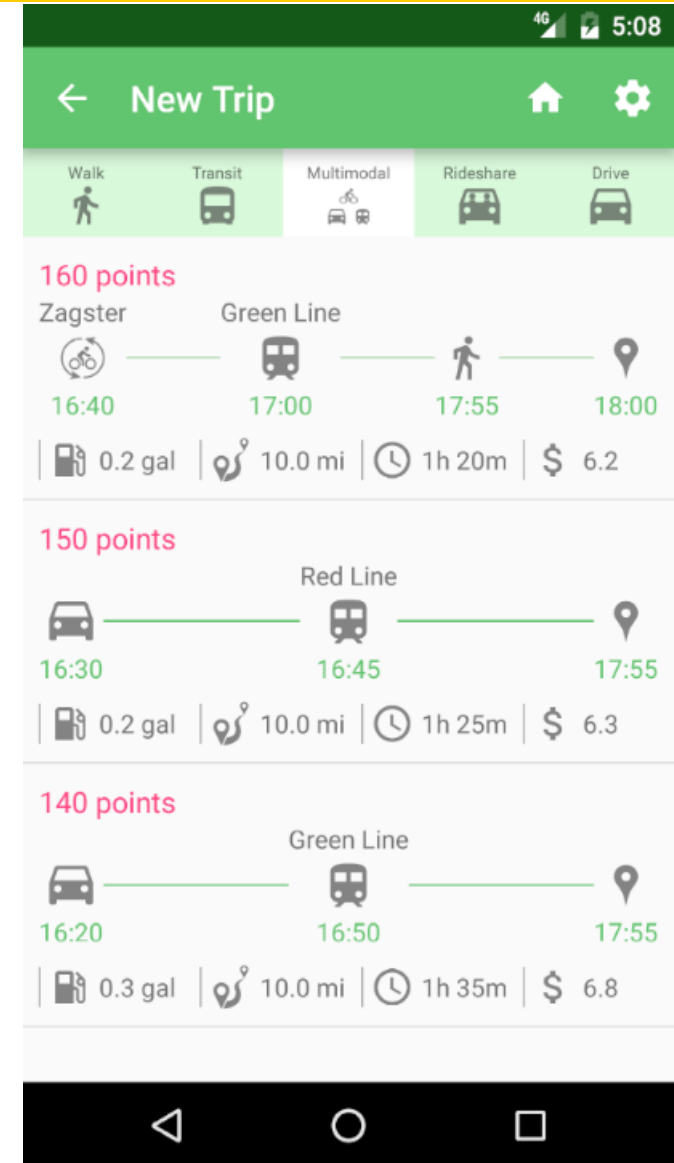 4G 5:08
New Trip
Walk Transit Multimodal Rideshare Drive
160 points
Zagster Green Line
16:40 17:00 17:55 18:00
0.2 gal 10.0 mi 1h 20m $ 6.2
150 points
Red Line
16:30 16:45 17:55
0.2 gal 10.0 mi 1h 25m $ 6.3
140 points
Green Line
16:20 16:50 17:55
0.3 gal 10.0 mi 1h 35m $ 6.8